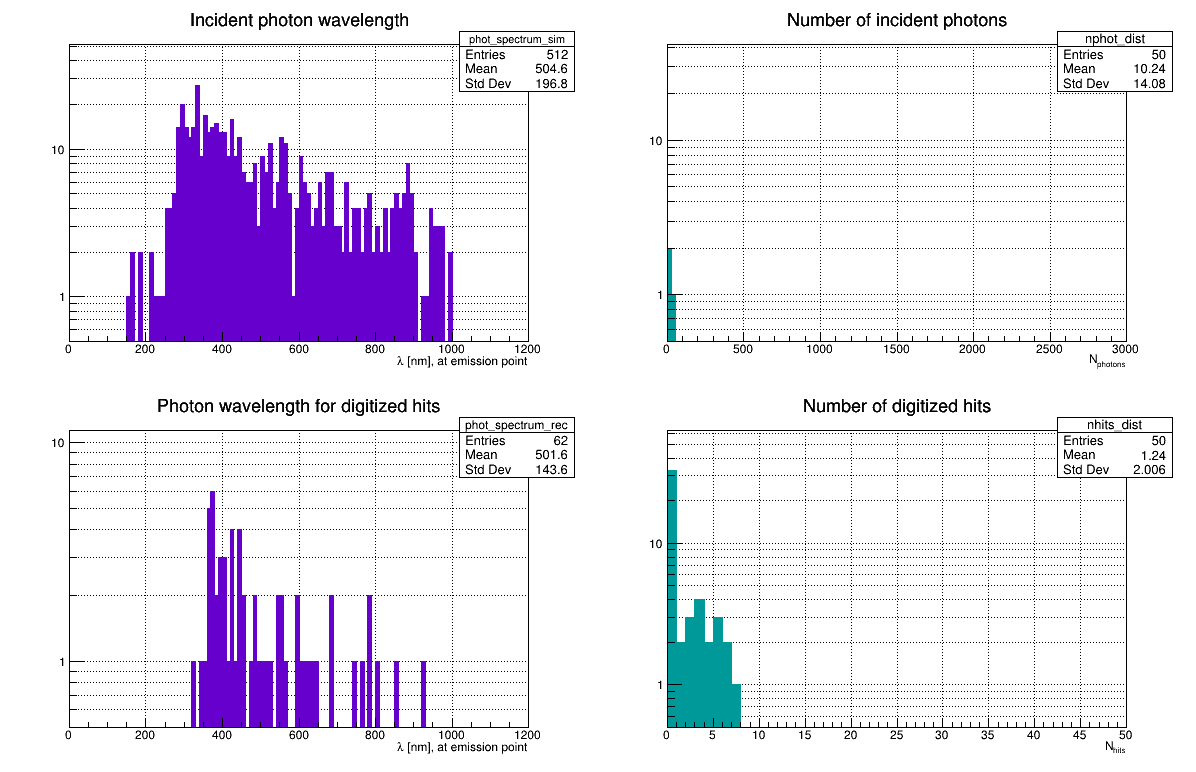 Incident photon wavelength
phot_spectrum_sim
Entries 512
Mean 504.6
Std Dev 196.8
10
1
0 200 400 600 800 1000 1200
λ [nm], at emission point
Number of incident photons
nphot_dist
Entries 50
Mean 10.24
Std Dev 14.08
10
1
0 500 1000 1500 2000 2500 3000
Nphotons
Photon wavelength for digitized hits
phot_spectrum_rec
Entries 62
Mean 501.6
Std Dev 143.6
10
1
0 200 400 600 800 1000 1200
λ [nm], at emission point
Number of digitized hits
nhits_dist
Entries 50
Mean 1.24
Std Dev 2.006
10
1
0 5 10 15 20 25 30 35 40 45 50
Nhits